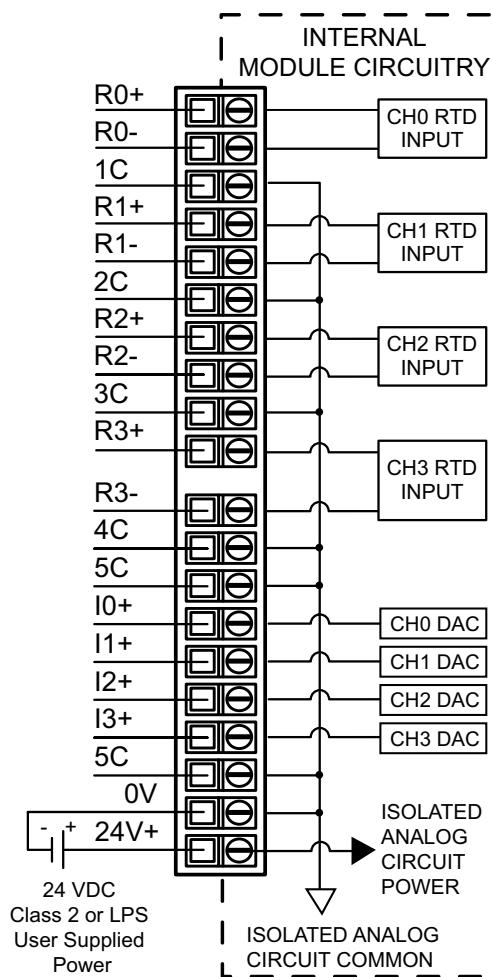 INTERNAL
MODULE CIRCUITRY
R0+
R0-
1C
R1+
R1-
2C
R2+
R2-
3C
R3+
R3-
4C
5C
I0+
I1+
I2+
I3+
5C
0V
24V+
- +
24 VDC
Class 2 or LPS
User Supplied
Power
CH0 RTD
INPUT
CH1 RTD
INPUT
CH2 RTD
INPUT
CH3 RTD
INPUT
CH0 DAC
CH1 DAC
CH2 DAC
CH3 DAC
ISOLATED
ANALOG
CIRCUIT
POWER
ISOLATED ANALOG
CIRCUIT COMMON